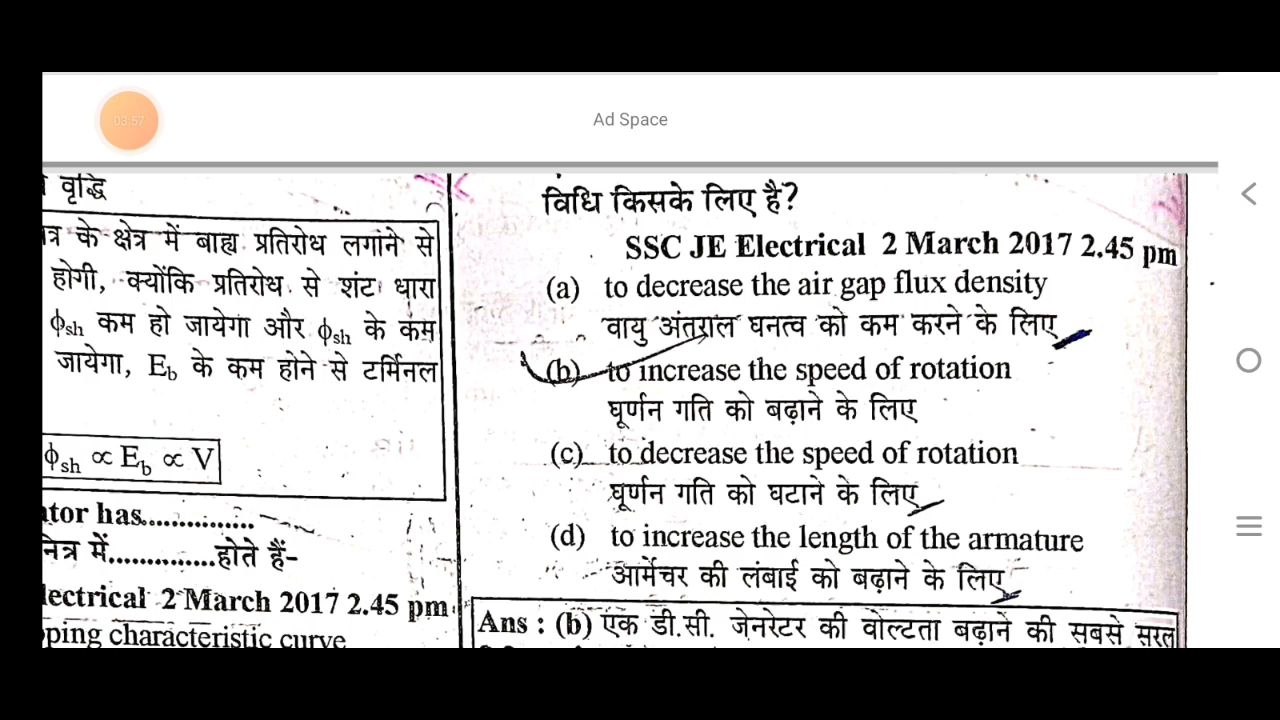 03:57
Ad Space
वृद्धि
त्र के क्षेत्र में बाह्य प्रतिरोध लगाने से
होगी, क्योंकि प्रतिरोध से शंट धारा
ϕsh कम हो जायेगा और ϕsh के कम
जायेगा, Eb के कम होने से टर्मिनल
ϕsh ∝ Eb ∝ V
tor has...............
नित्र में..............होते हैं-
lectrical 2 March 2017 2.45 pm
ping characteristic curve
विधि किसके लिए है?
SSC JE Electrical 2 March 2017 2.45 pm
(a) to decrease the air gap flux density
वायु अंतराल घनत्व को कम करने के लिए
(b) to increase the speed of rotation
घूर्णन गति को बढ़ाने के लिए
(c) to decrease the speed of rotation
घूर्णन गति को घटाने के लिए
(d) to increase the length of the armature
आर्मेचर की लंबाई को बढ़ाने के लिए
Ans : (b) एक डी.सी. जेनरेटर की वोल्टता बढ़ाने की सबसे सरल